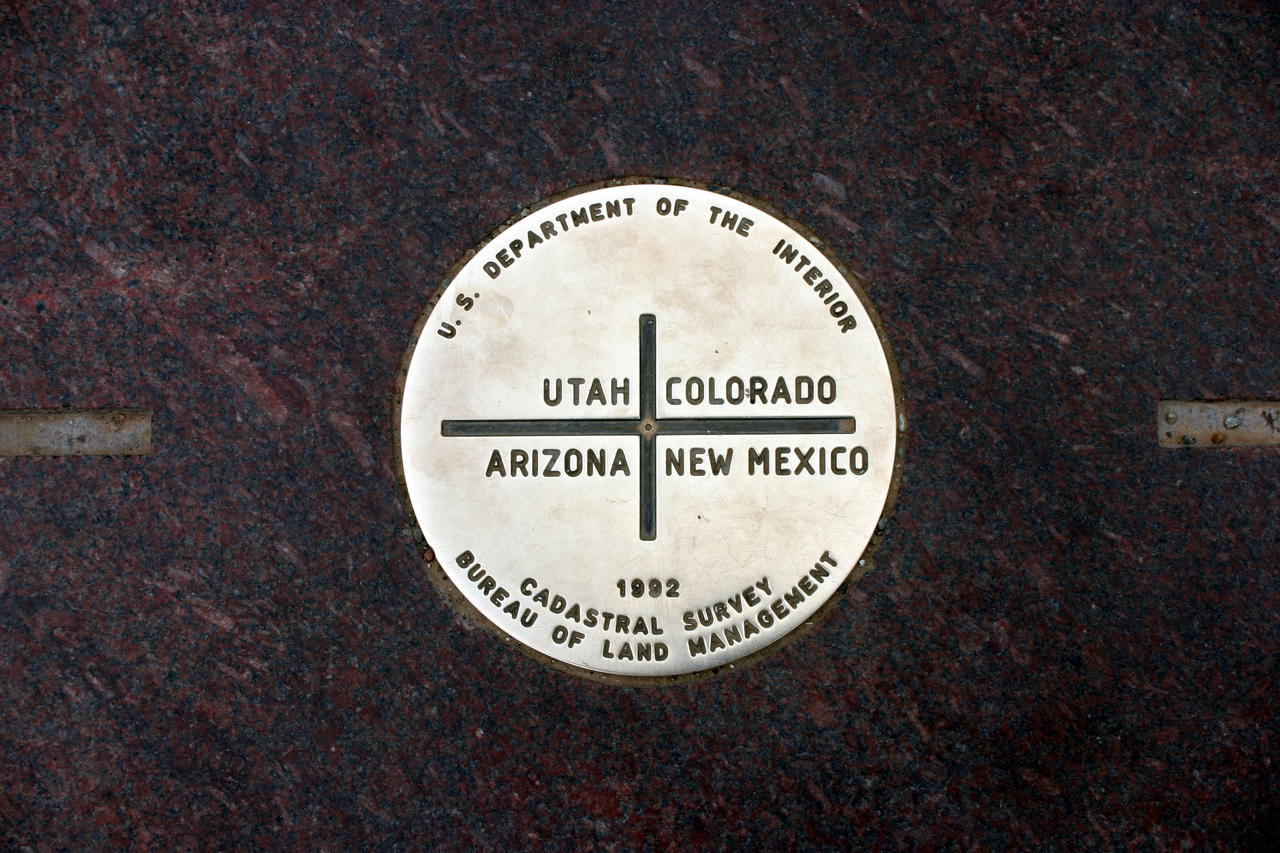 U. S. DEPARTMENT OF THE INTERIOR
UTAH COLORADO
ARIZONA NEW MEXICO
1992
CADASTRAL SURVEY
BUREAU OF LAND MANAGEMENT